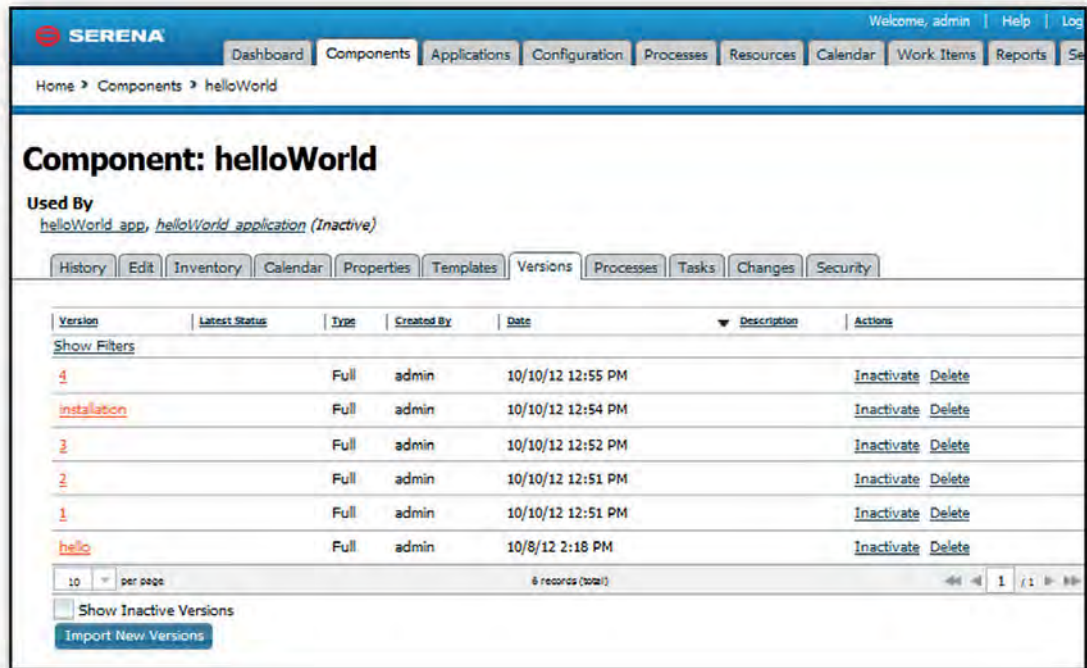 Welcome, admin | Help | Log
SERENA
Dashboard Components Applications Configuration Processes Resources Calendar Work Items Reports Se
Home > Components > helloWorld
Component: helloWorld
Used By
helloWorld app, helloWorld application (Inactive)
History Edit Inventory Calendar Properties Templates Versions Processes Tasks Changes Security
Version Latest Status Type Created By Date Description Actions
Show Filters
4 Full admin 10/10/12 12:55 PM Inactivate Delete
installation Full admin 10/10/12 12:54 PM Inactivate Delete
3 Full admin 10/10/12 12:52 PM Inactivate Delete
2 Full admin 10/10/12 12:51 PM Inactivate Delete
1 Full admin 10/10/12 12:51 PM Inactivate Delete
hello Full admin 10/8/12 2:18 PM Inactivate Delete
10 per page 6 records (total) 1 / 1
Show Inactive Versions
Import New Versions